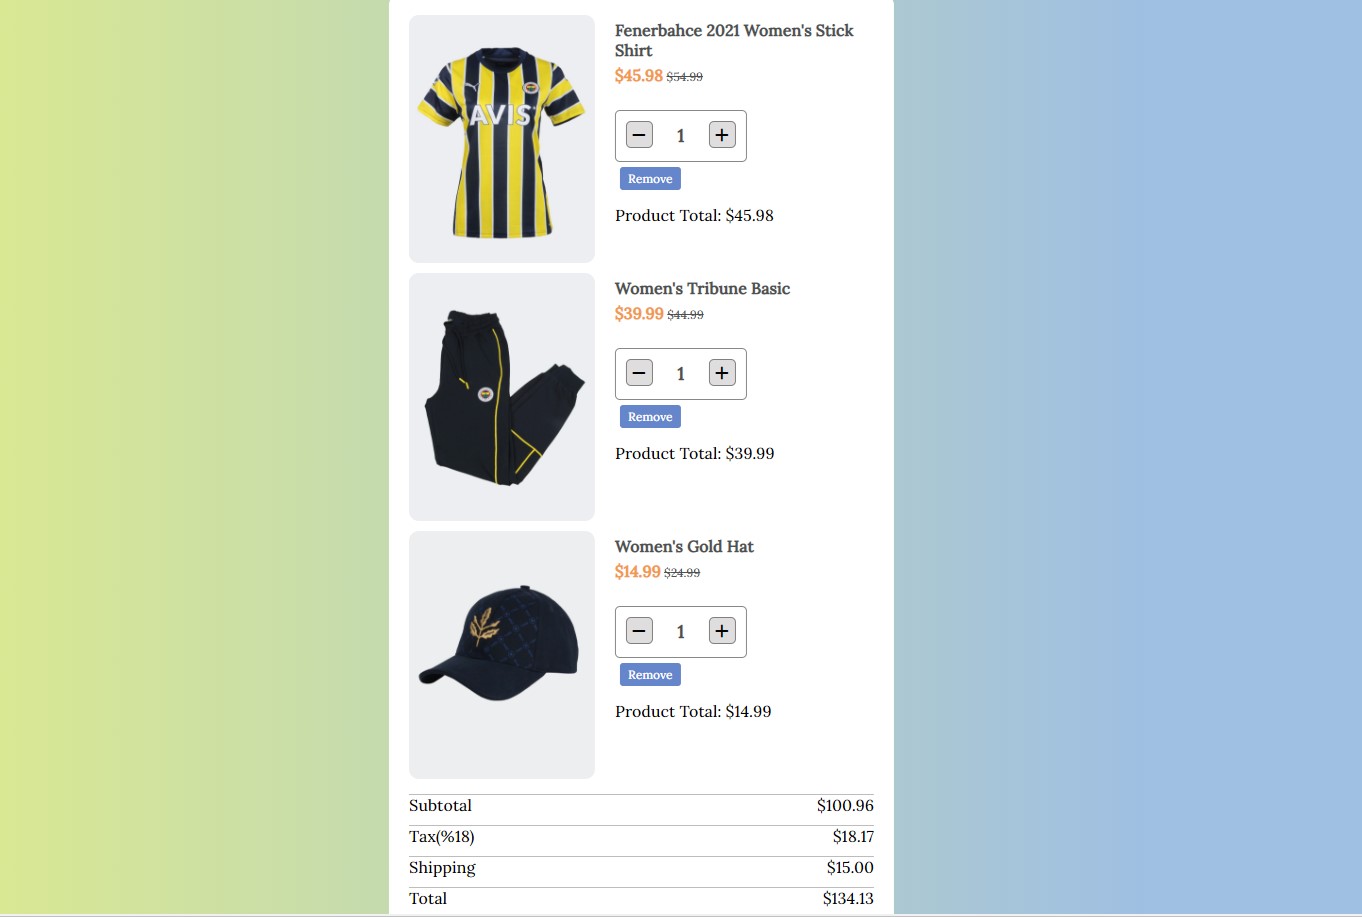 Fenerbahce 2021 Women's Stick
Shirt
$45.98 $54.99
AVIS
− 1 +
Remove
Product Total: $45.98
Women's Tribune Basic
$39.99 $44.99
− 1 +
Remove
Product Total: $39.99
Women's Gold Hat
$14.99 $24.99
− 1 +
Remove
Product Total: $14.99
Subtotal $100.96
Tax(%18) $18.17
Shipping $15.00
Total $134.13